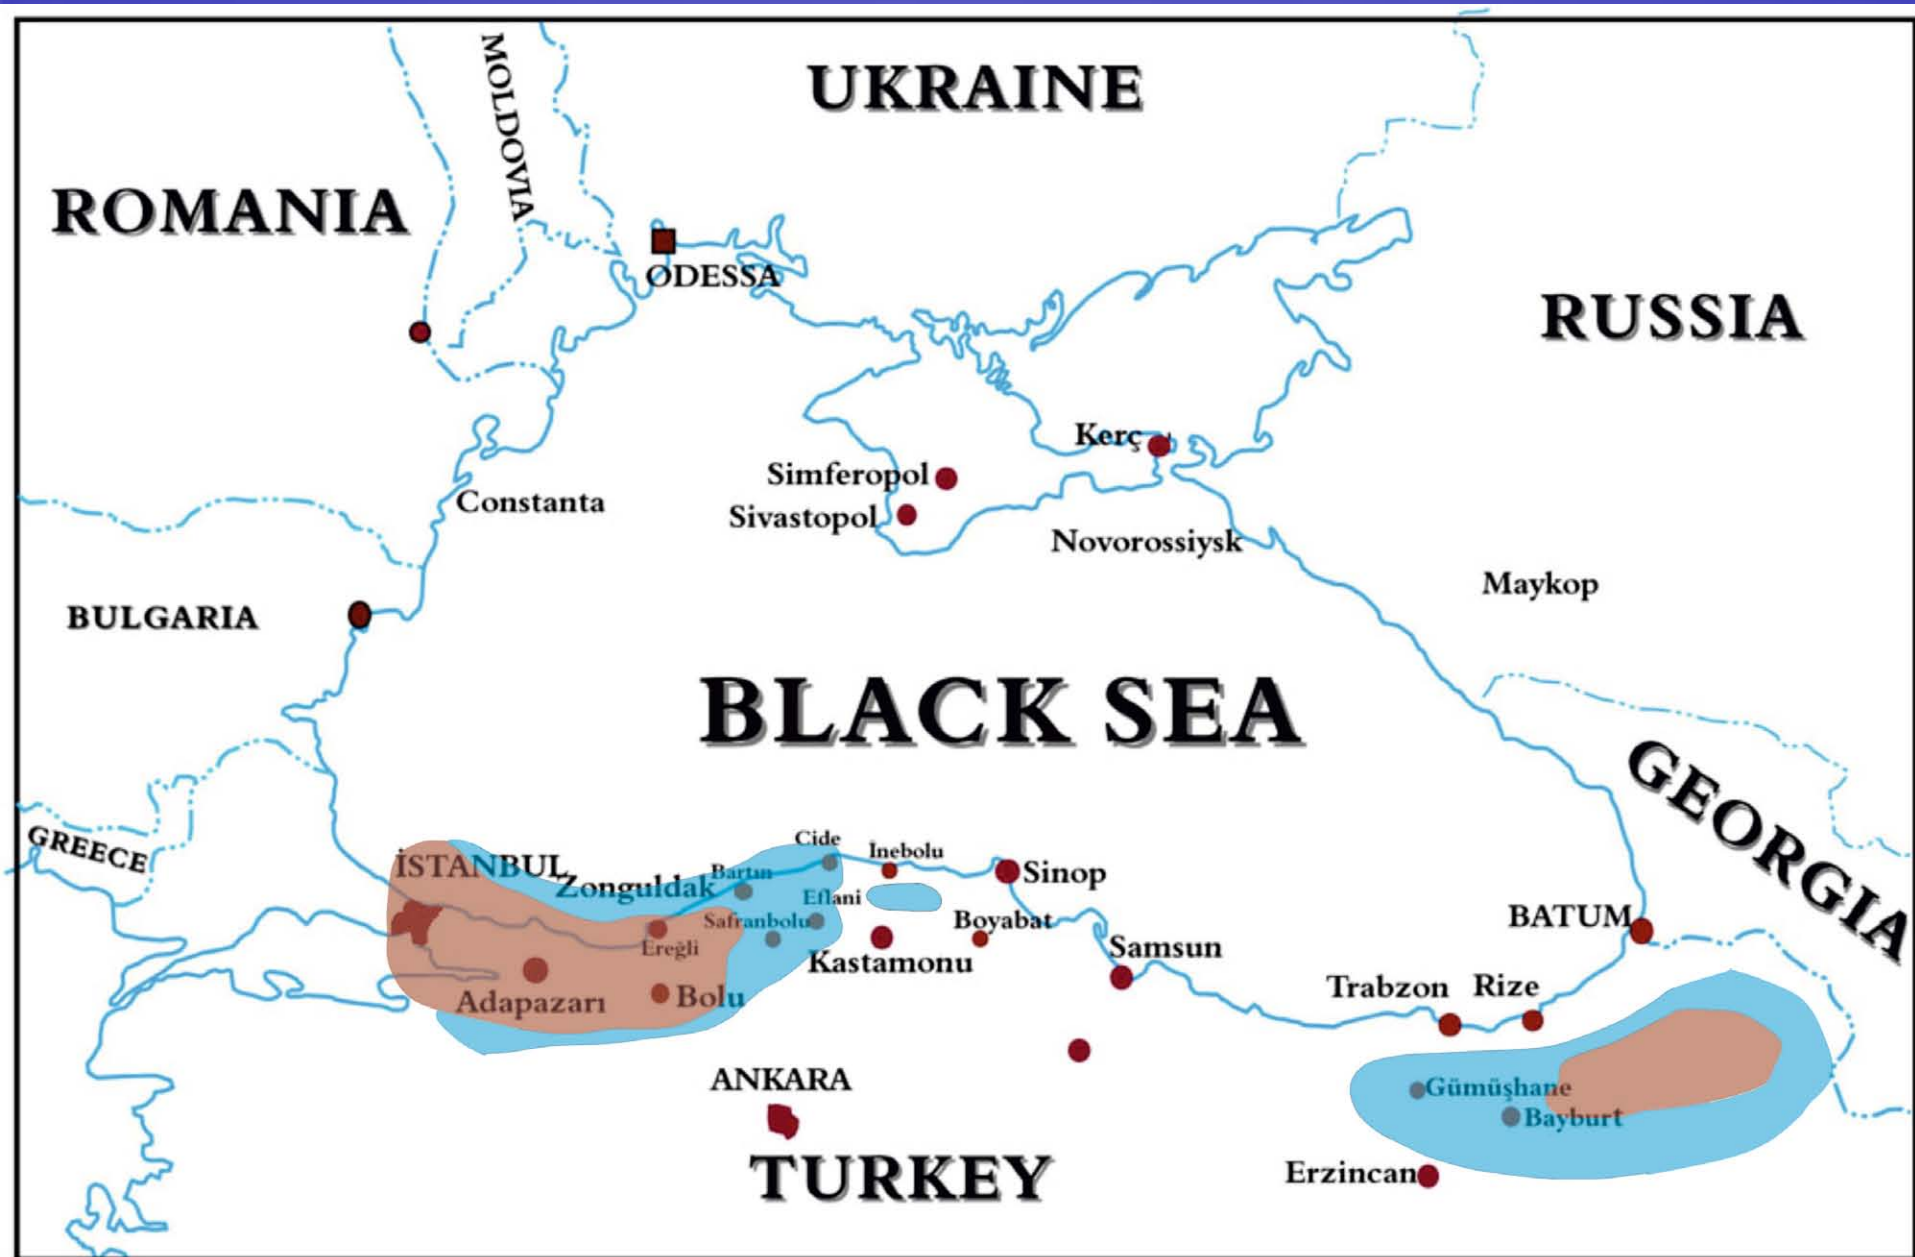 UKRAINE
MOLDOVIA
ROMANIA
ODESSA
RUSSIA
Kerç
Simferopol
Sivastopol
Constanta
Novorossiysk
Maykop
BULGARIA
BLACK SEA
GEORGIA
GREECE
İSTANBUL
Cide
İnebolu
Zonguldak
Bartın
Sinop
Eflani
Safranbolu
Boyabat
BATUM
Ereğli
Kastamonu
Samsun
Adapazarı
Bolu
Trabzon
Rize
ANKARA
Gümüşhane
Bayburt
TURKEY
Erzincan